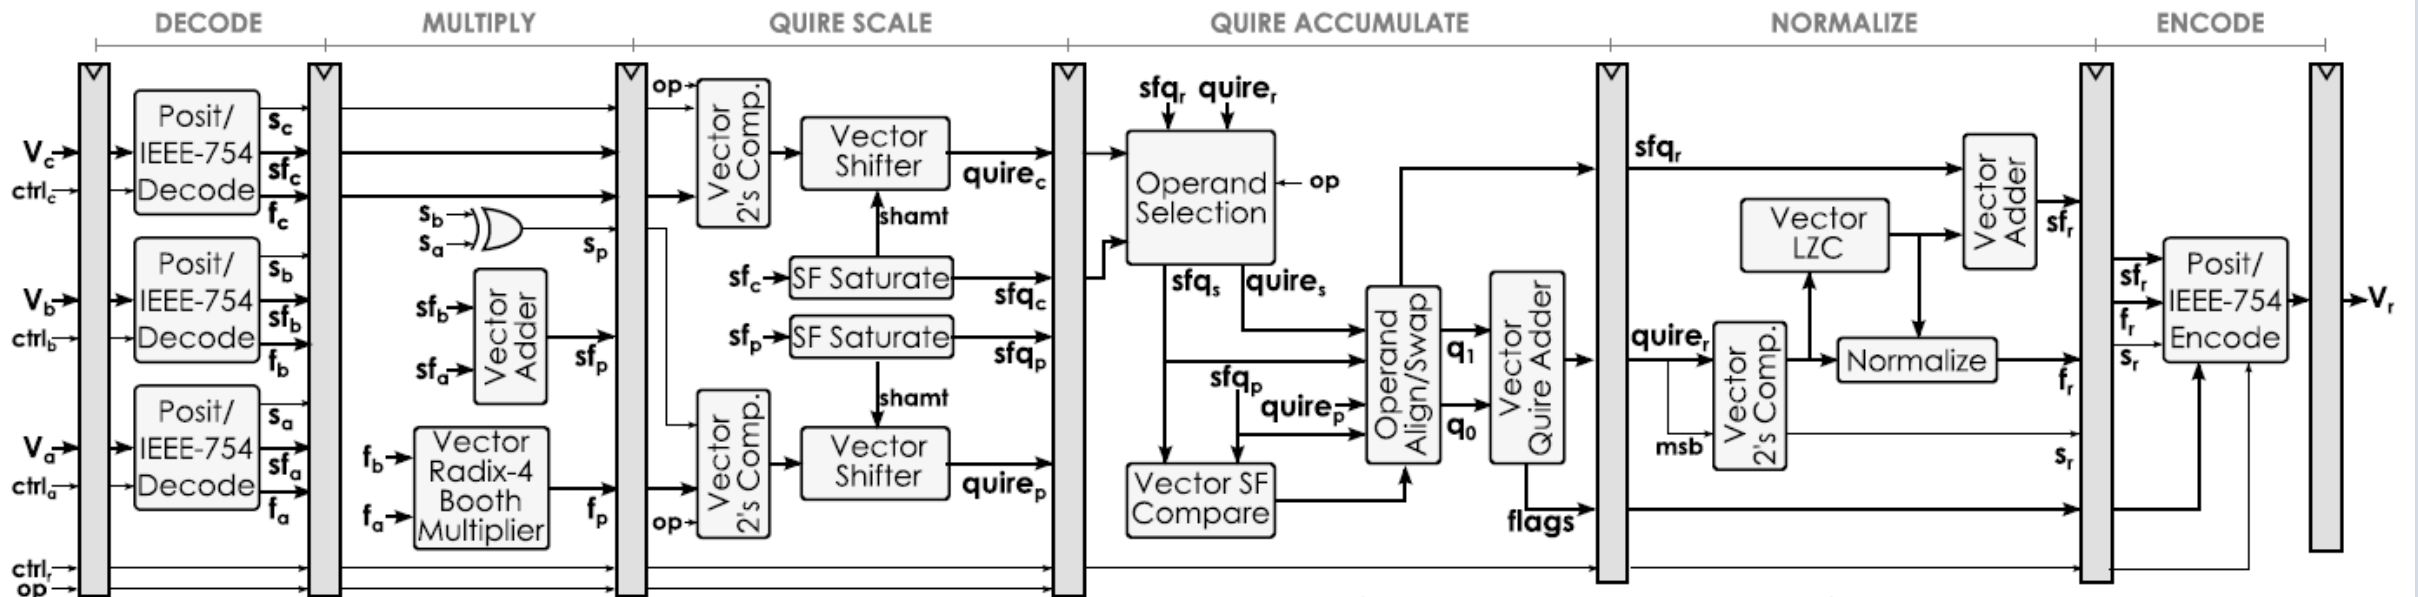 DECODE MULTIPLY QUIRE SCALE QUIRE ACCUMULATE NORMALIZE ENCODE
Vc
ctrlc
Posit/
IEEE-754
Decode
sc
sfc
fc
Vb
ctrlb
Posit/
IEEE-754
Decode
sb
sfb
fb
Va
ctrla
Posit/
IEEE-754
Decode
sa
sfa
fa
ctrlr
op
sb
sa
sp
sfb
sfa
Vector
Adder
sfp
fb
fa
Vector
Radix-4
Booth
Multiplier
fp
op
Vector
2's Comp.
Vector
Shifter
quirec
shamt
sfc
SF Saturate
sfqc
sfp
SF Saturate
sfqp
shamt
op
Vector
2's Comp.
Vector
Shifter
quirep
sfqr quirer
Operand
Selection
op
sfqs quires
sfqp
quirep
Vector SF
Compare
Operand
Align/Swap
q1
q0
Vector
Quire Adder
flags
sfqr
quirer
msb
Vector
2's Comp.
Vector
LZC
Normalize
Vector
Adder
sfr
fr
sr
sfr
fr
sr
Posit/
IEEE-754
Encode
Vr